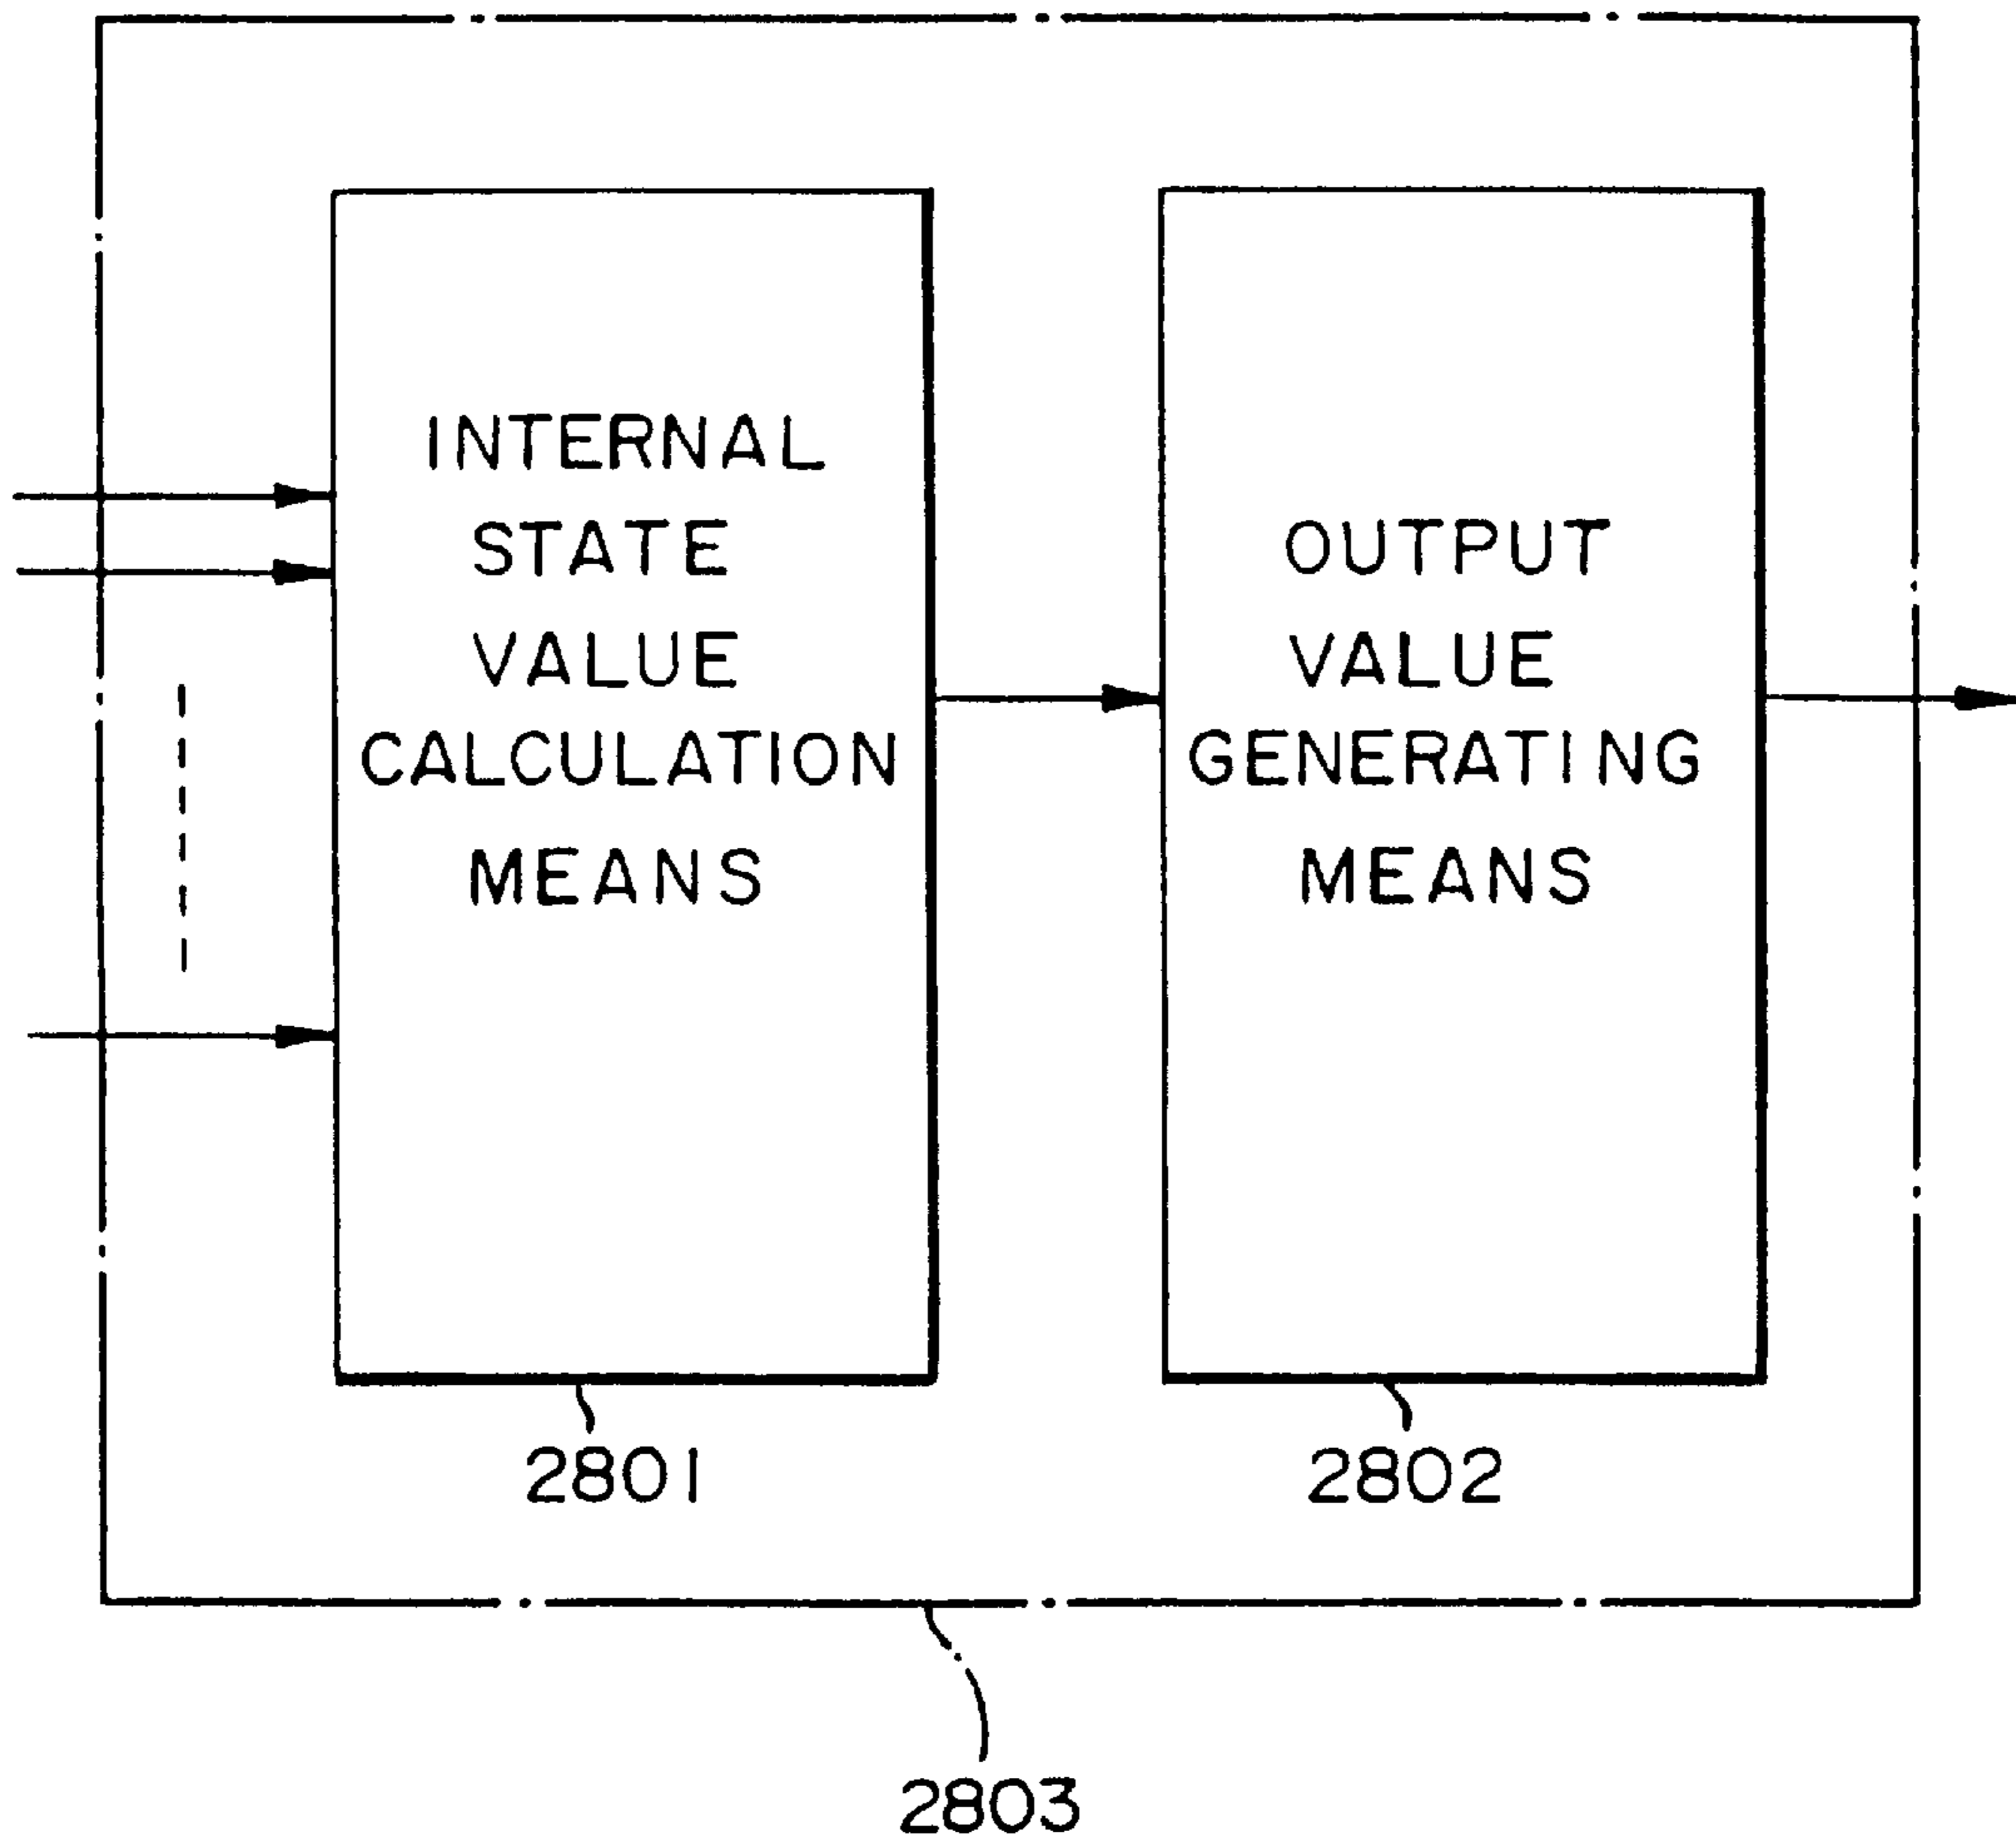 INTERNAL
STATE
VALUE
CALCULATION
MEANS
OUTPUT
VALUE
GENERATING
MEANS
2801
2802
2803